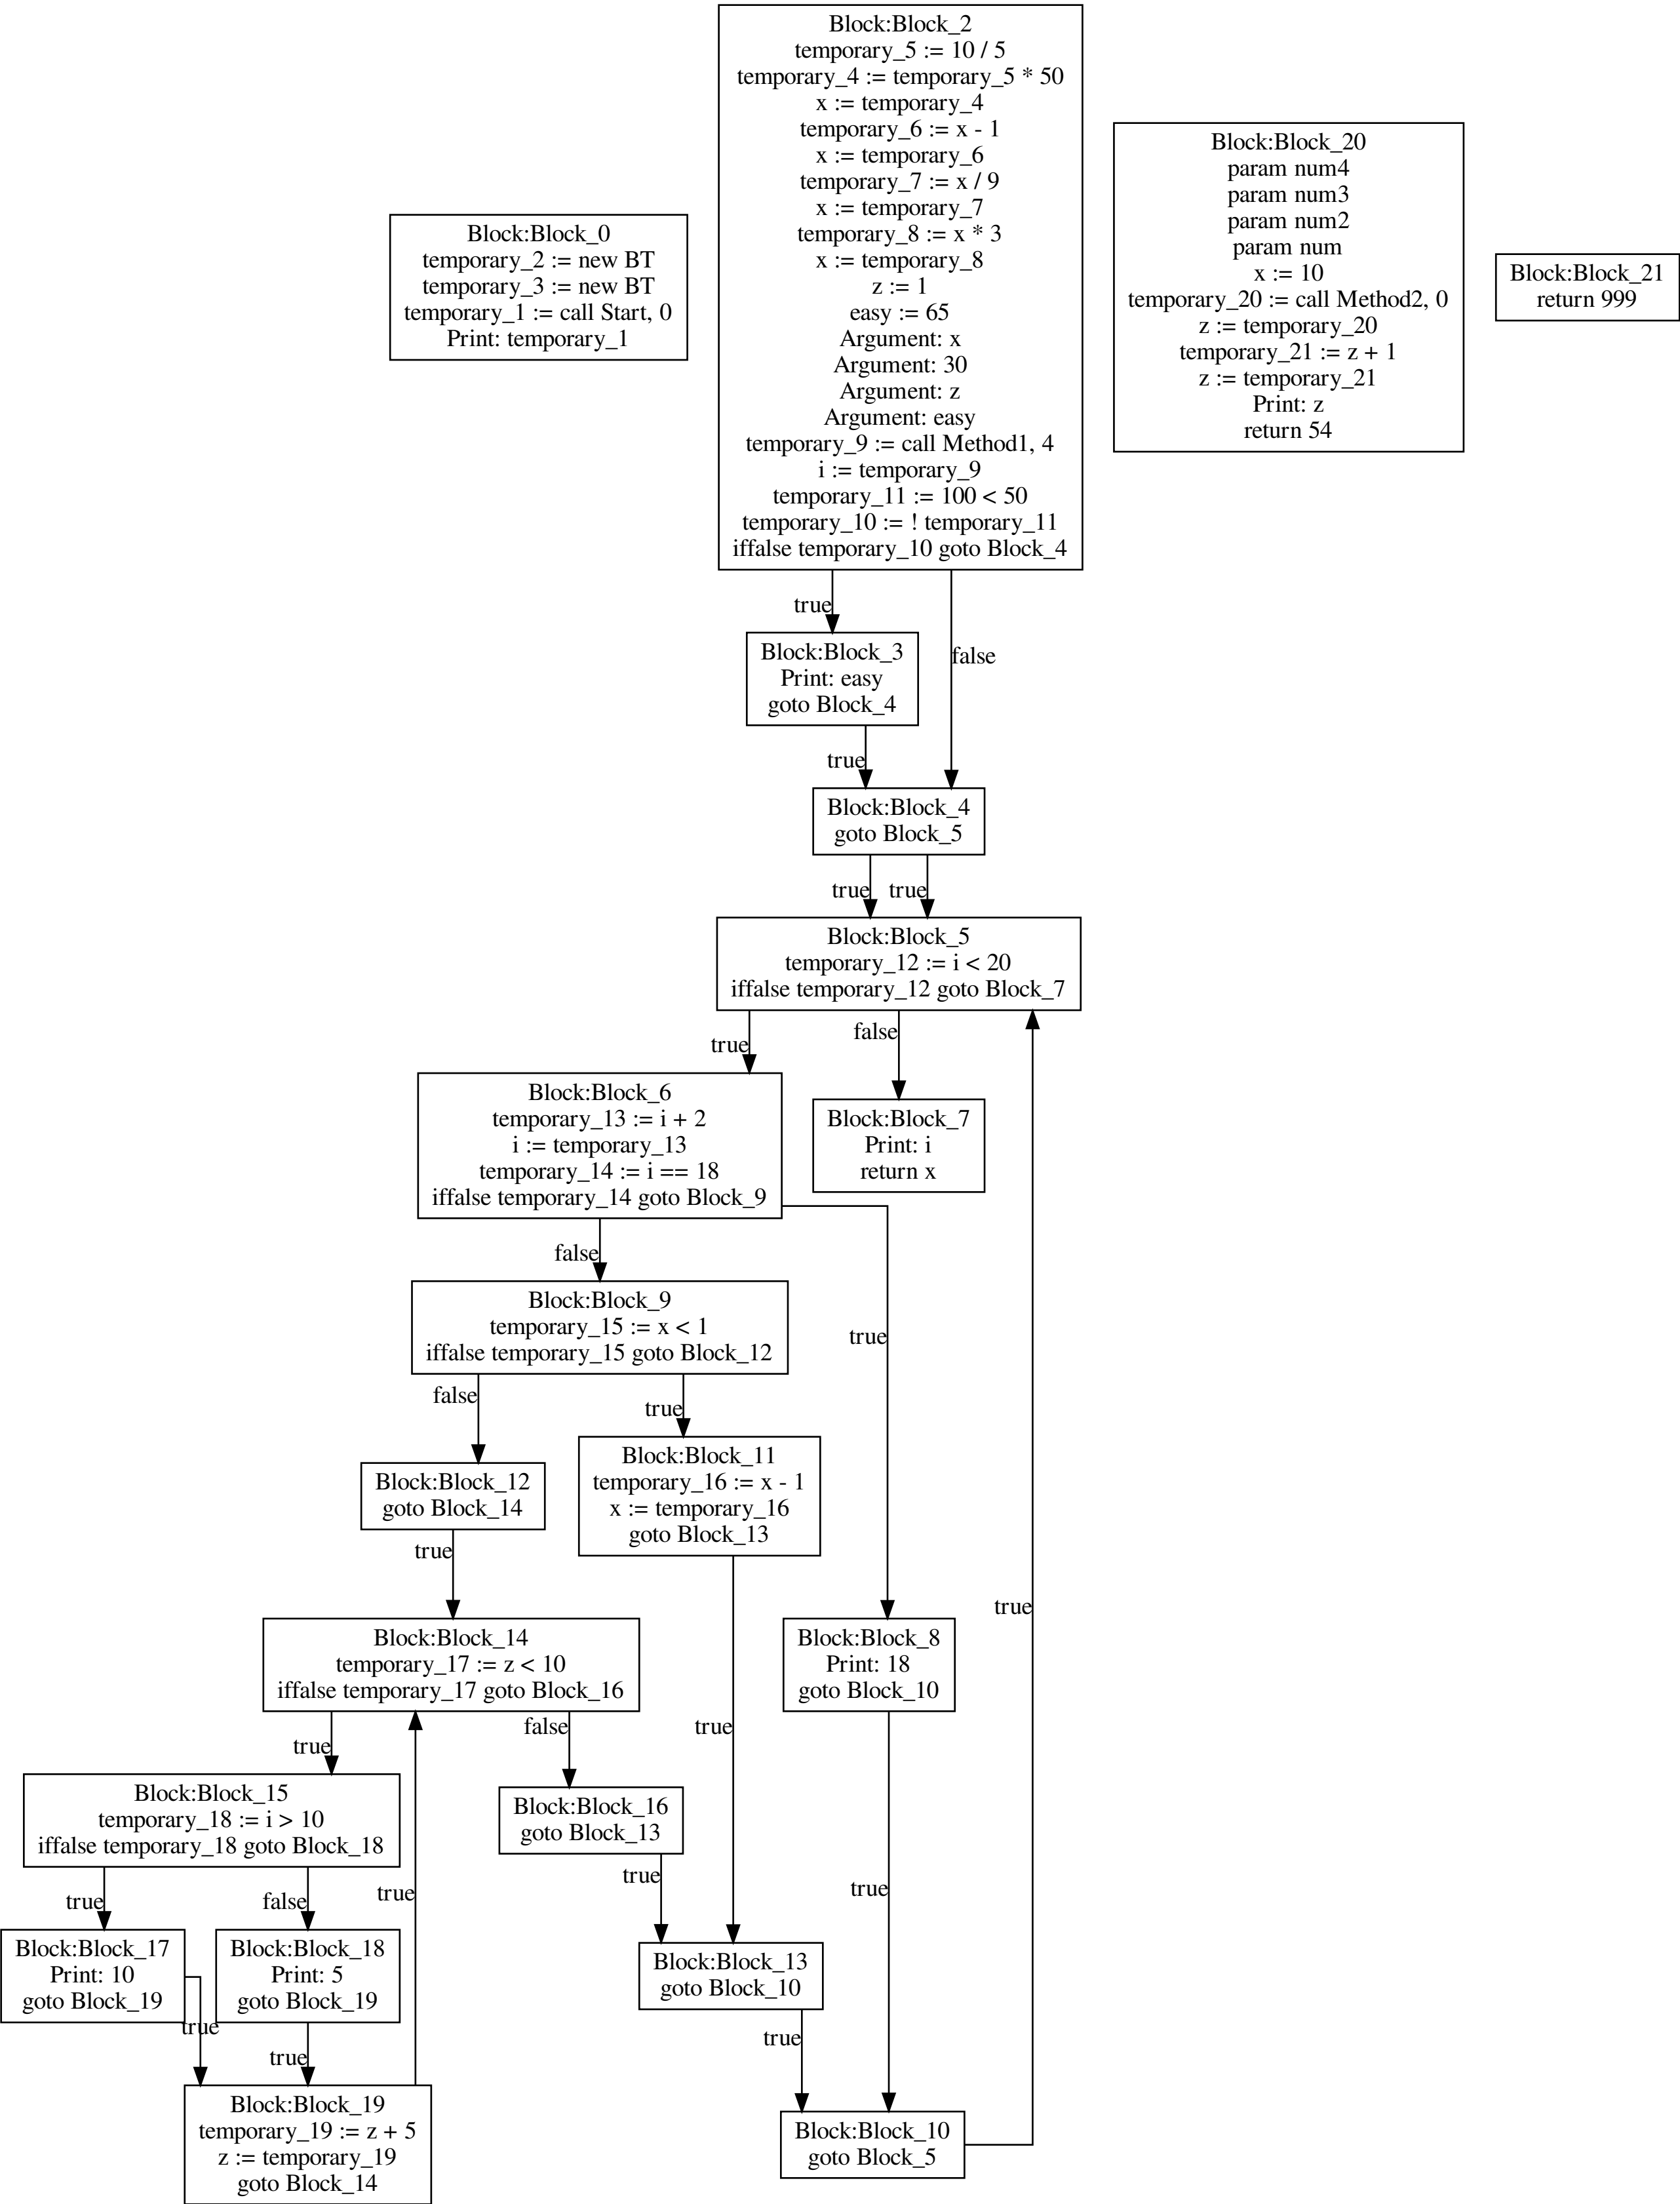 Block:Block_2
temporary_5 := 10 / 5
temporary_4 := temporary_5 * 50
x := temporary_4
temporary_6 := x - 1
x := temporary_6
temporary_7 := x / 9
x := temporary_7
temporary_8 := x * 3
x := temporary_8
z := 1
easy := 65
Argument: x
Argument: 30
Argument: z
Argument: easy
temporary_9 := call Method1, 4
i := temporary_9
temporary_11 := 100 < 50
temporary_10 := ! temporary_11
iffalse temporary_10 goto Block_4
Block:Block_0
temporary_2 := new BT
temporary_3 := new BT
temporary_1 := call Start, 0
Print: temporary_1
Block:Block_20
param num4
param num3
param num2
param num
x := 10
temporary_20 := call Method2, 0
z := temporary_20
temporary_21 := z + 1
z := temporary_21
Print: z
return 54
Block:Block_21
return 999
true
false
Block:Block_3
Print: easy
goto Block_4
true
Block:Block_4
goto Block_5
true
true
Block:Block_5
temporary_12 := i < 20
iffalse temporary_12 goto Block_7
true
false
Block:Block_6
temporary_13 := i + 2
i := temporary_13
temporary_14 := i == 18
iffalse temporary_14 goto Block_9
Block:Block_7
Print: i
return x
false
true
Block:Block_9
temporary_15 := x < 1
iffalse temporary_15 goto Block_12
false
true
Block:Block_12
goto Block_14
Block:Block_11
temporary_16 := x - 1
x := temporary_16
goto Block_13
true
true
Block:Block_14
temporary_17 := z < 10
iffalse temporary_17 goto Block_16
Block:Block_8
Print: 18
goto Block_10
true
false
true
Block:Block_15
temporary_18 := i > 10
iffalse temporary_18 goto Block_18
Block:Block_16
goto Block_13
true
false
true
true
true
Block:Block_17
Print: 10
goto Block_19
Block:Block_18
Print: 5
goto Block_19
Block:Block_13
goto Block_10
true
true
true
Block:Block_19
temporary_19 := z + 5
z := temporary_19
goto Block_14
Block:Block_10
goto Block_5